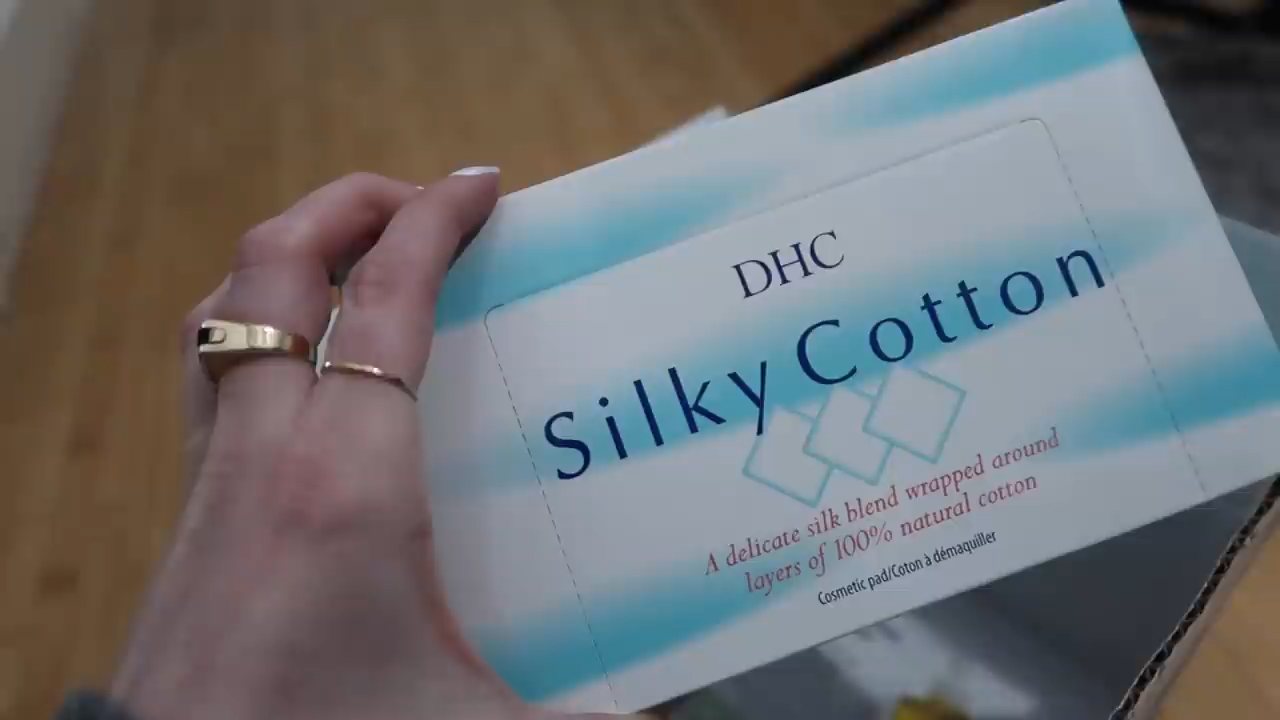 DHC
Silky Cotton
A delicate silk blend wrapped around
layers of 100% natural cotton
Cosmetic pad/Coton à démaquiller